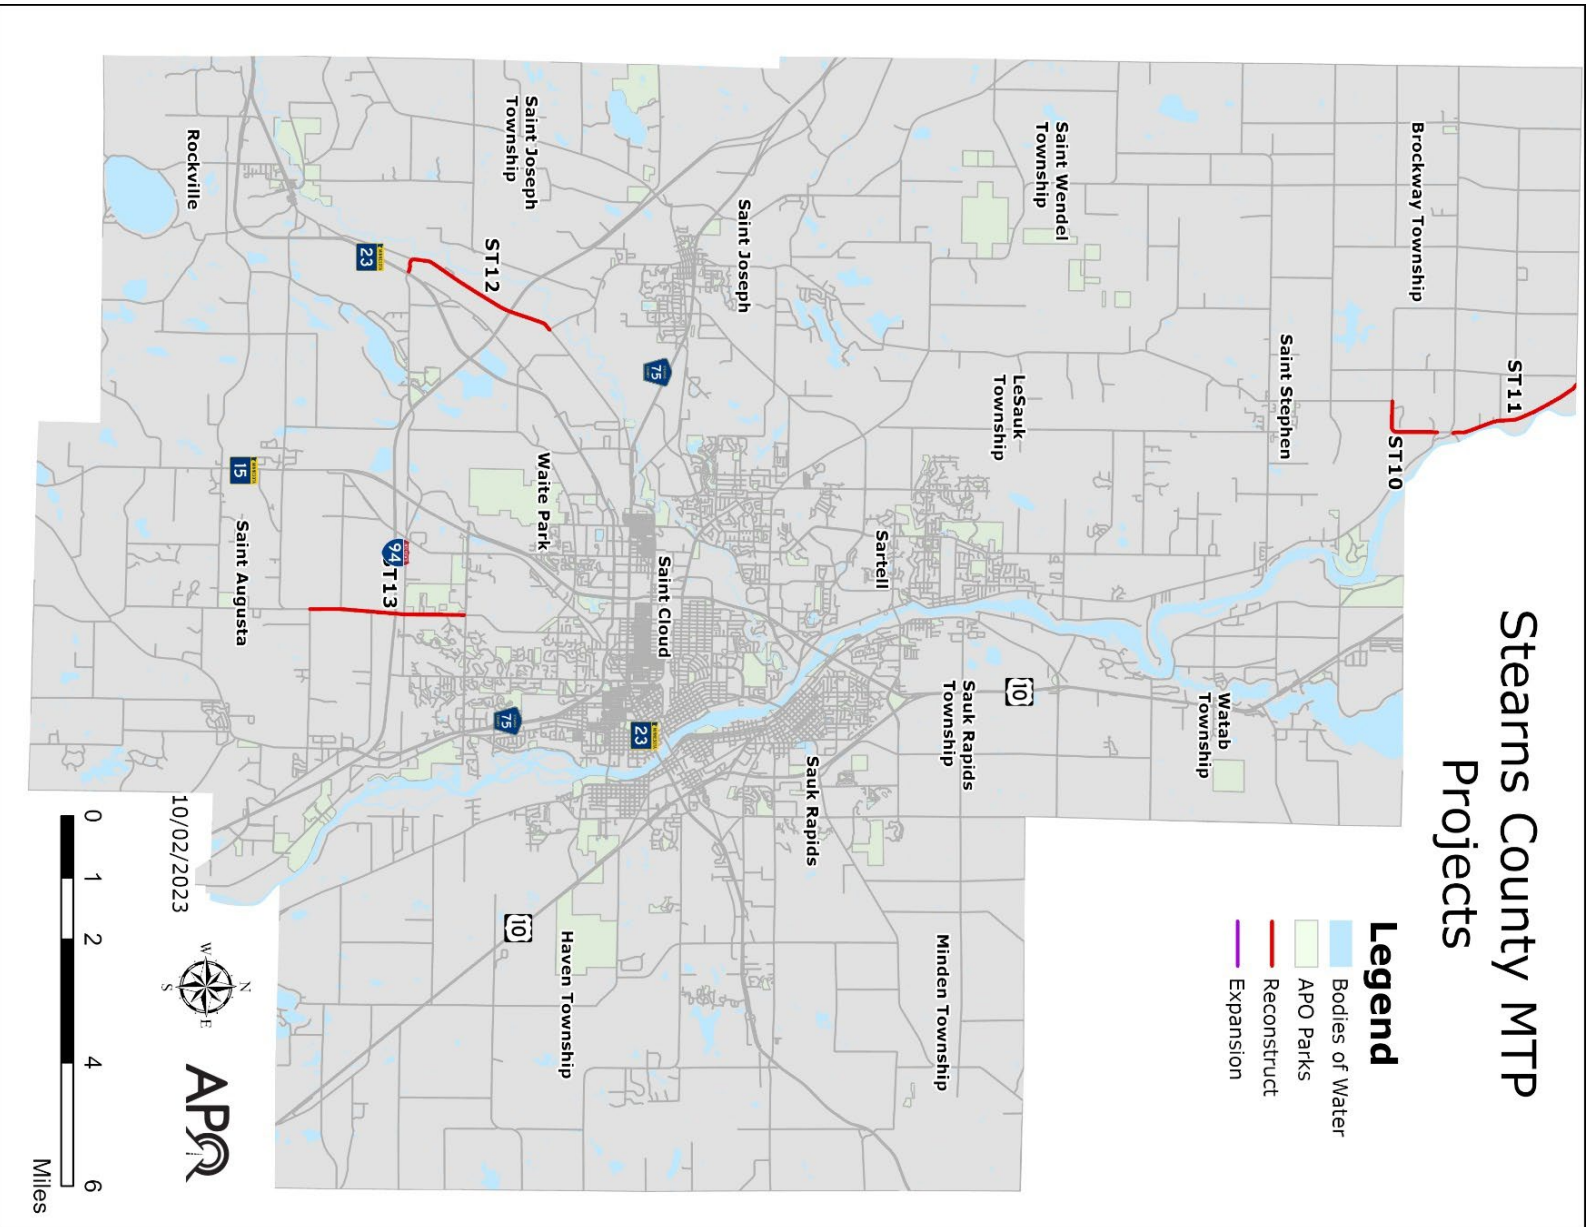 Stearns County MTP
Projects
Legend
Bodies of Water
APO Parks
Reconstruct
Expansion
ST11
ST10
Brockway Township
Saint Stephen
Saint Wendel
Township
LeSauk
Township
Watab
Township
10
Sauk Rapids
Township
Sartell
Minden Township
Sauk Rapids
Saint Joseph
75
Saint Cloud
23
Saint Joseph
Township
ST12
Waite Park
75
10
Haven Township
23
94
ST13
15
Saint Augusta
Rockville
10/02/2023
N
W
E
S
APO
0
1
2
4
6
Miles